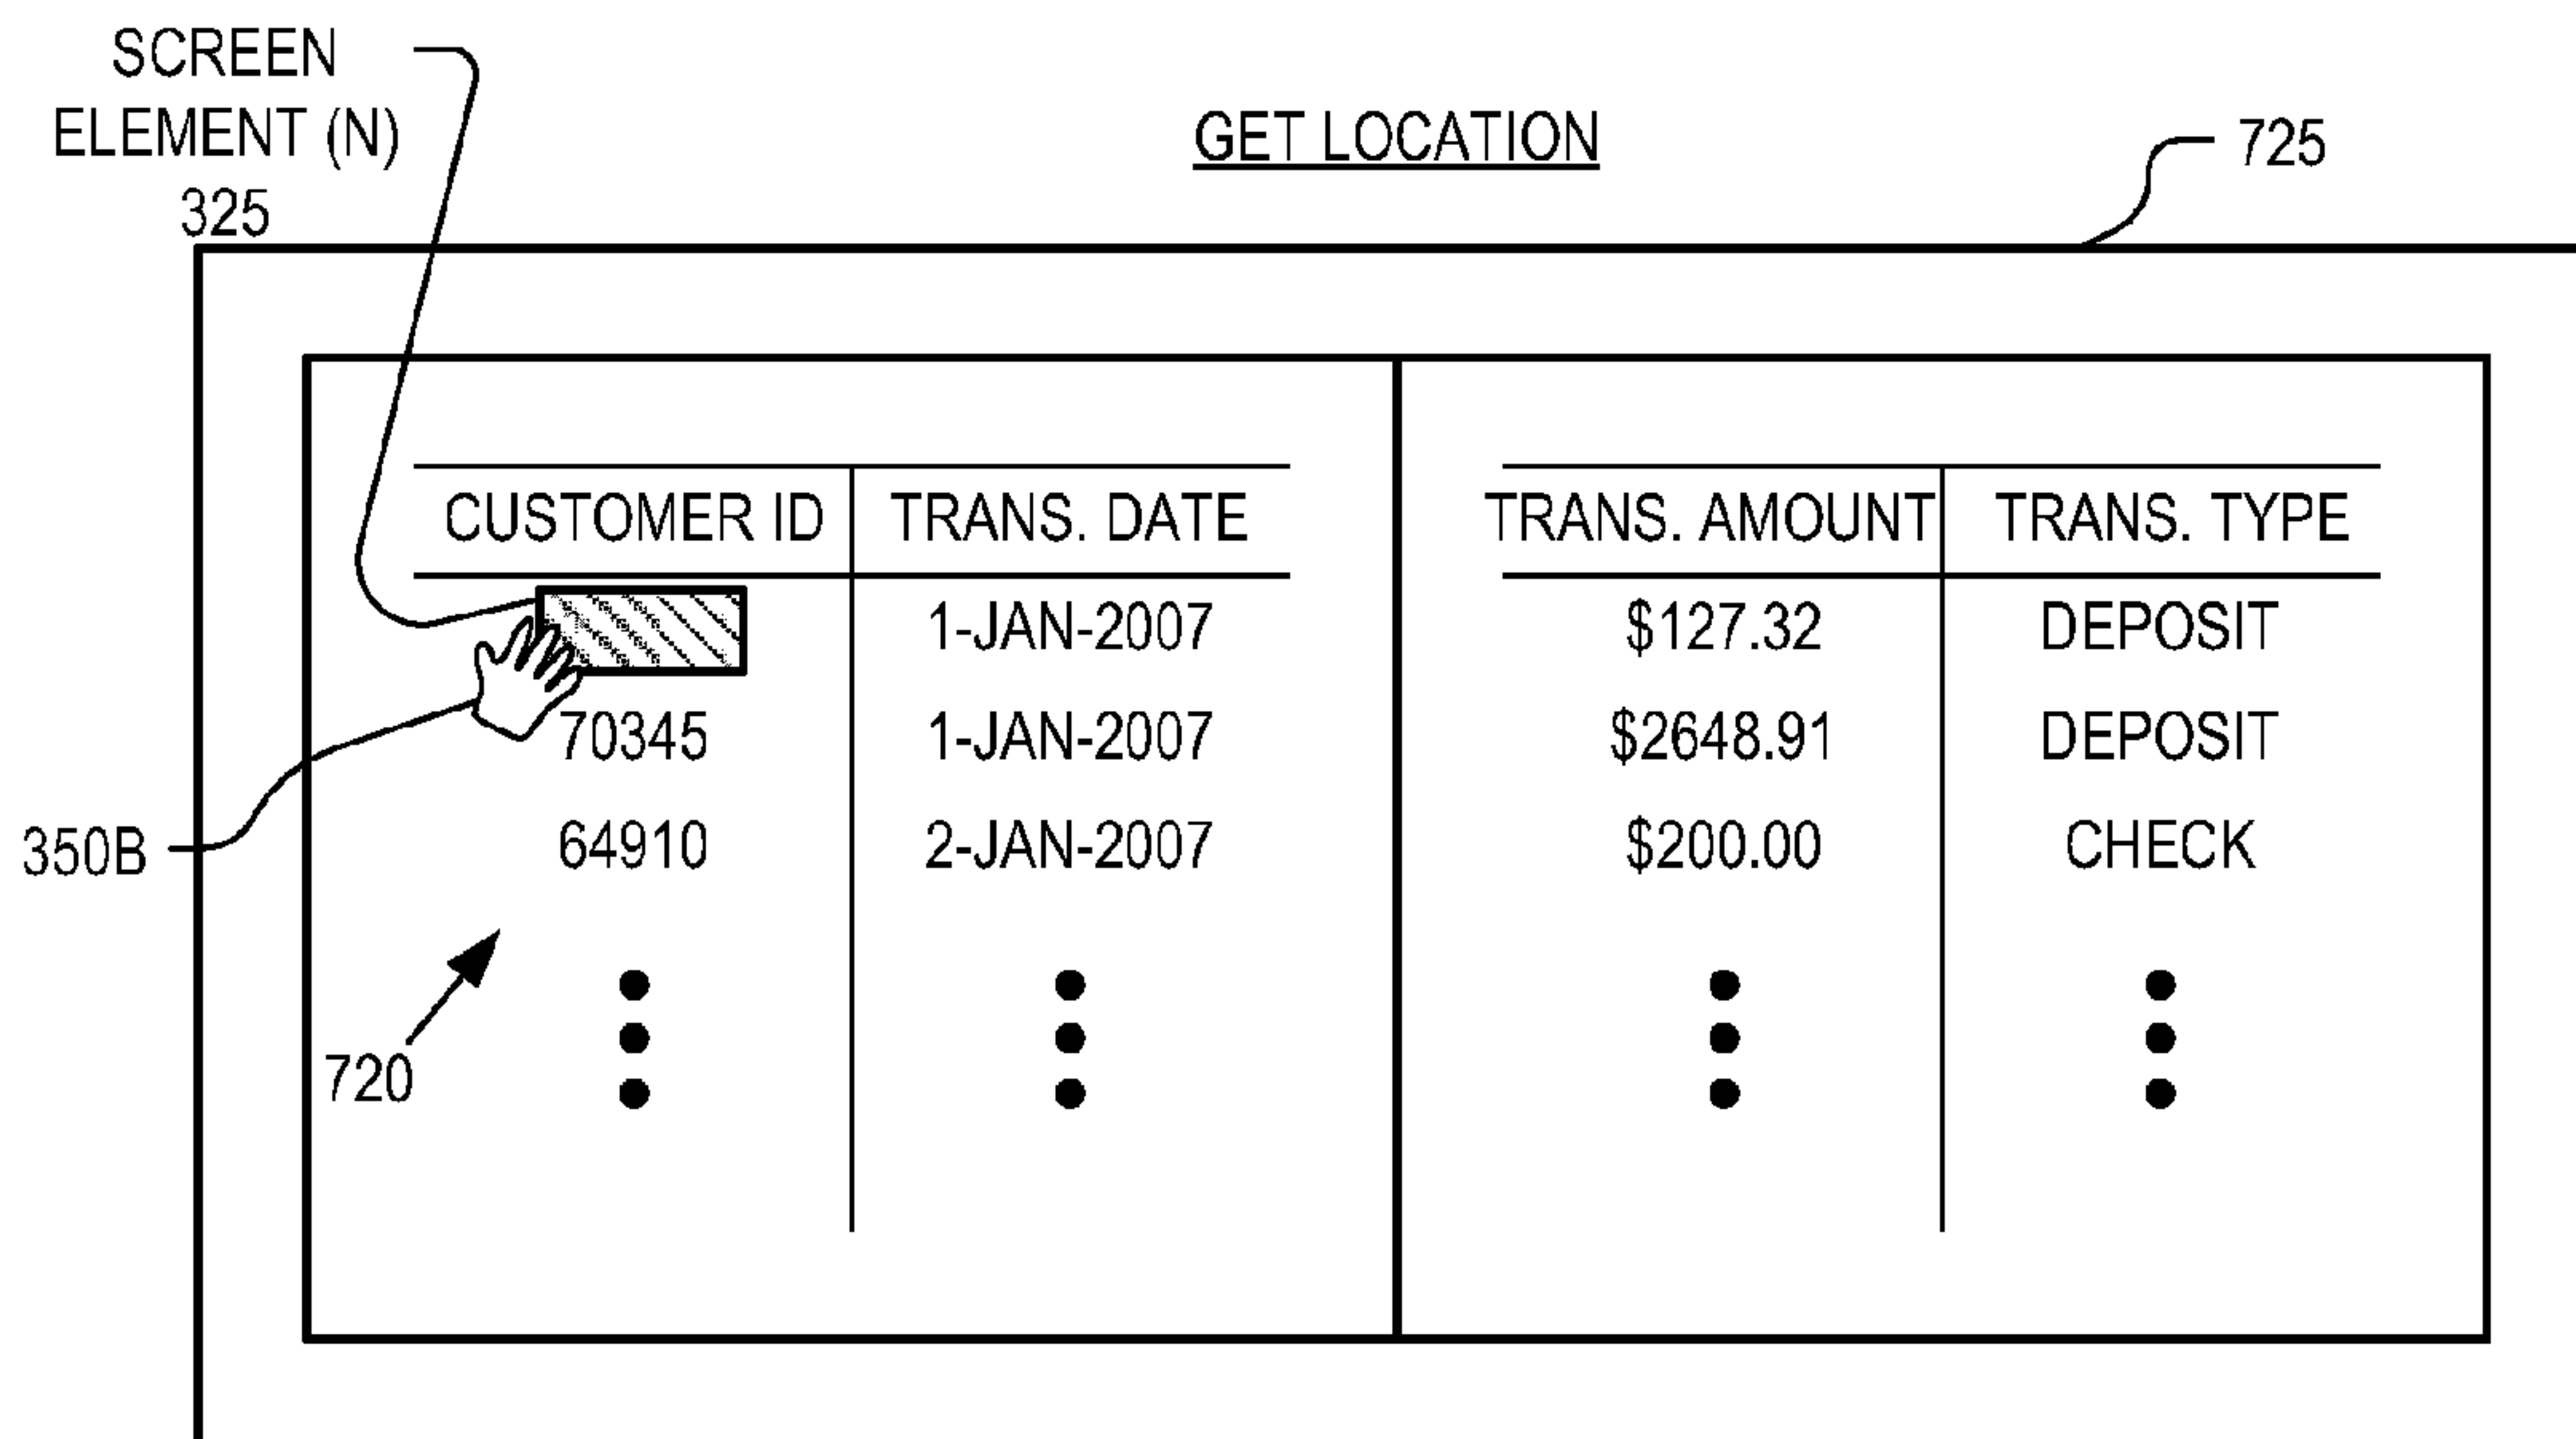 SCREEN
ELEMENT (N)
325
GET LOCATION
725
CUSTOMER ID TRANS. DATE TRANS. AMOUNT TRANS. TYPE
1-JAN-2007 $127.32 DEPOSIT
70345 1-JAN-2007 $2648.91 DEPOSIT
64910 2-JAN-2007 $200.00 CHECK
350B
720